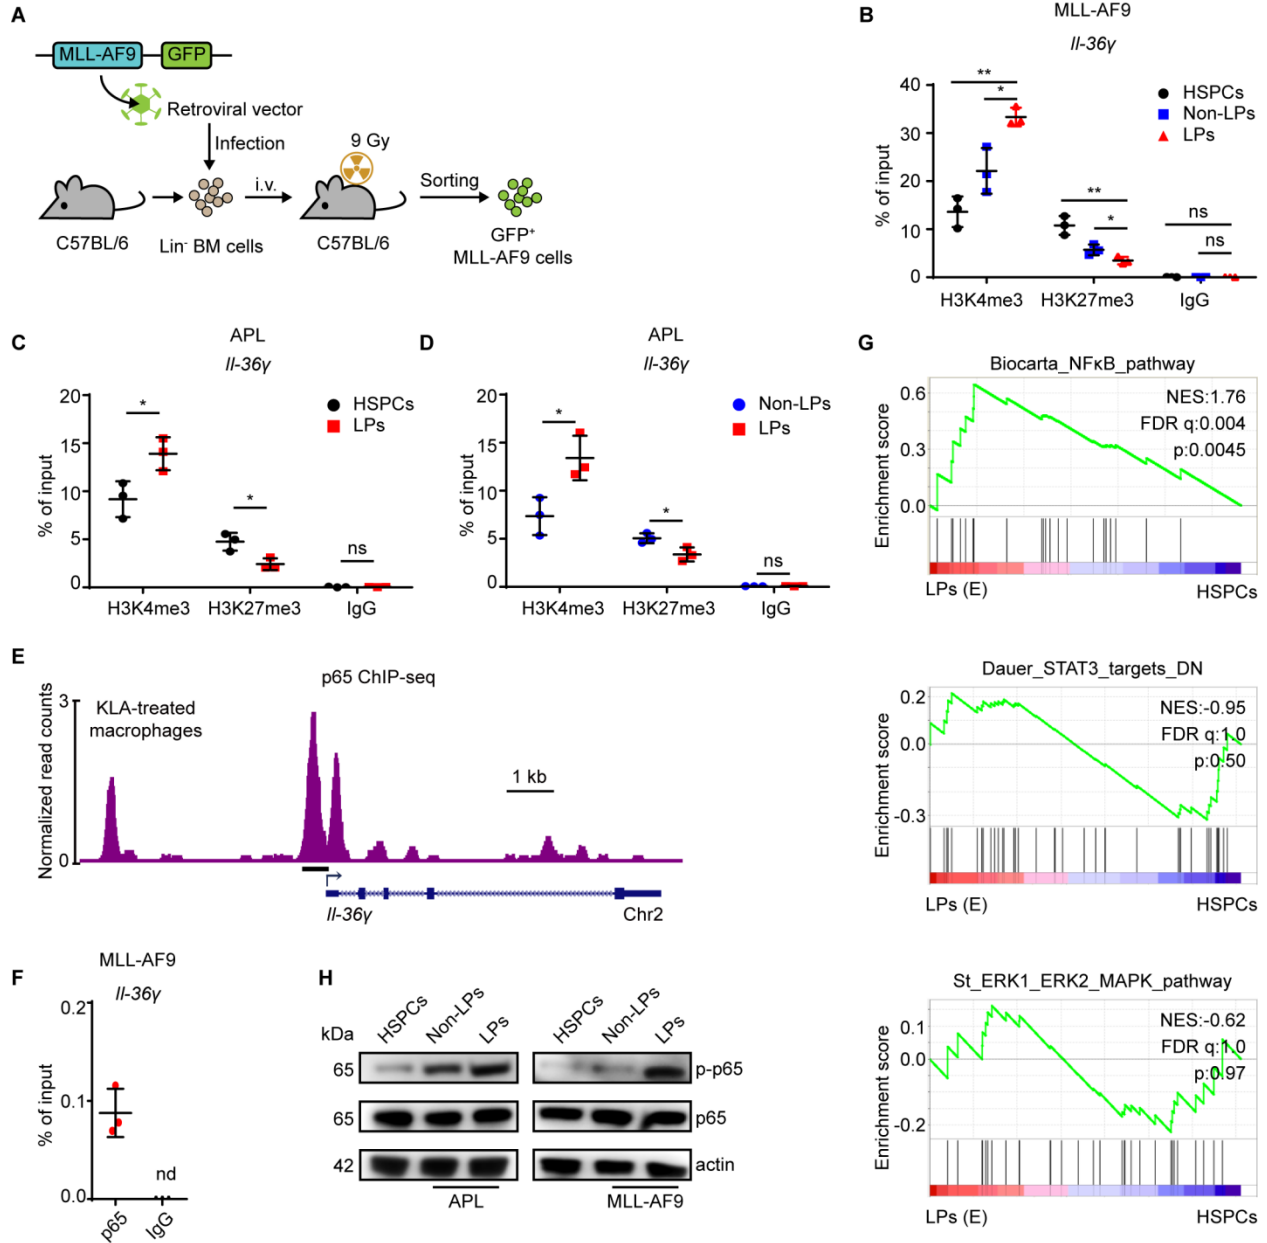 A
MLL-AF9
GFP
Retroviral vector
Infection
9 Gy
i.v.
Sorting
C57BL/6
Lin- BM cells
C57BL/6
GFP+
MLL-AF9 cells
B
MLL-AF9
Il-36γ
% of input
40
30
20
10
0
**
*
**
*
ns
ns
HSPCs
Non-LPs
LPs
H3K4me3
H3K27me3
IgG
C
APL
Il-36γ
% of input
20
15
10
5
0
*
*
ns
HSPCs
LPs
H3K4me3
H3K27me3
IgG
D
APL
Il-36γ
% of input
20
15
10
5
0
*
*
ns
Non-LPs
LPs
H3K4me3
H3K27me3
IgG
E
p65 ChIP-seq
Normalized read counts
3
0
KLA-treated
macrophages
1 kb
Il-36γ
Chr2
F
MLL-AF9
Il-36γ
% of input
0.2
0.1
0.0
nd
p65
IgG
G
Biocarta_NFκB_pathway
Enrichment score
0.6
0.3
0.0
NES:1.76
FDR q:0.004
p:0.0045
LPs (E)
HSPCs
Dauer_STAT3_targets_DN
Enrichment score
0.2
0.0
-0.3
NES:-0.95
FDR q:1.0
p:0.50
LPs (E)
HSPCs
St_ERK1_ERK2_MAPK_pathway
Enrichment score
0.1
0.0
-0.2
NES:-0.62
FDR q:1.0
p:0.97
LPs (E)
HSPCs
H
kDa
HSPCs
Non-LPs
LPs
HSPCs
Non-LPs
LPs
65
p-p65
65
p65
42
actin
APL
MLL-AF9